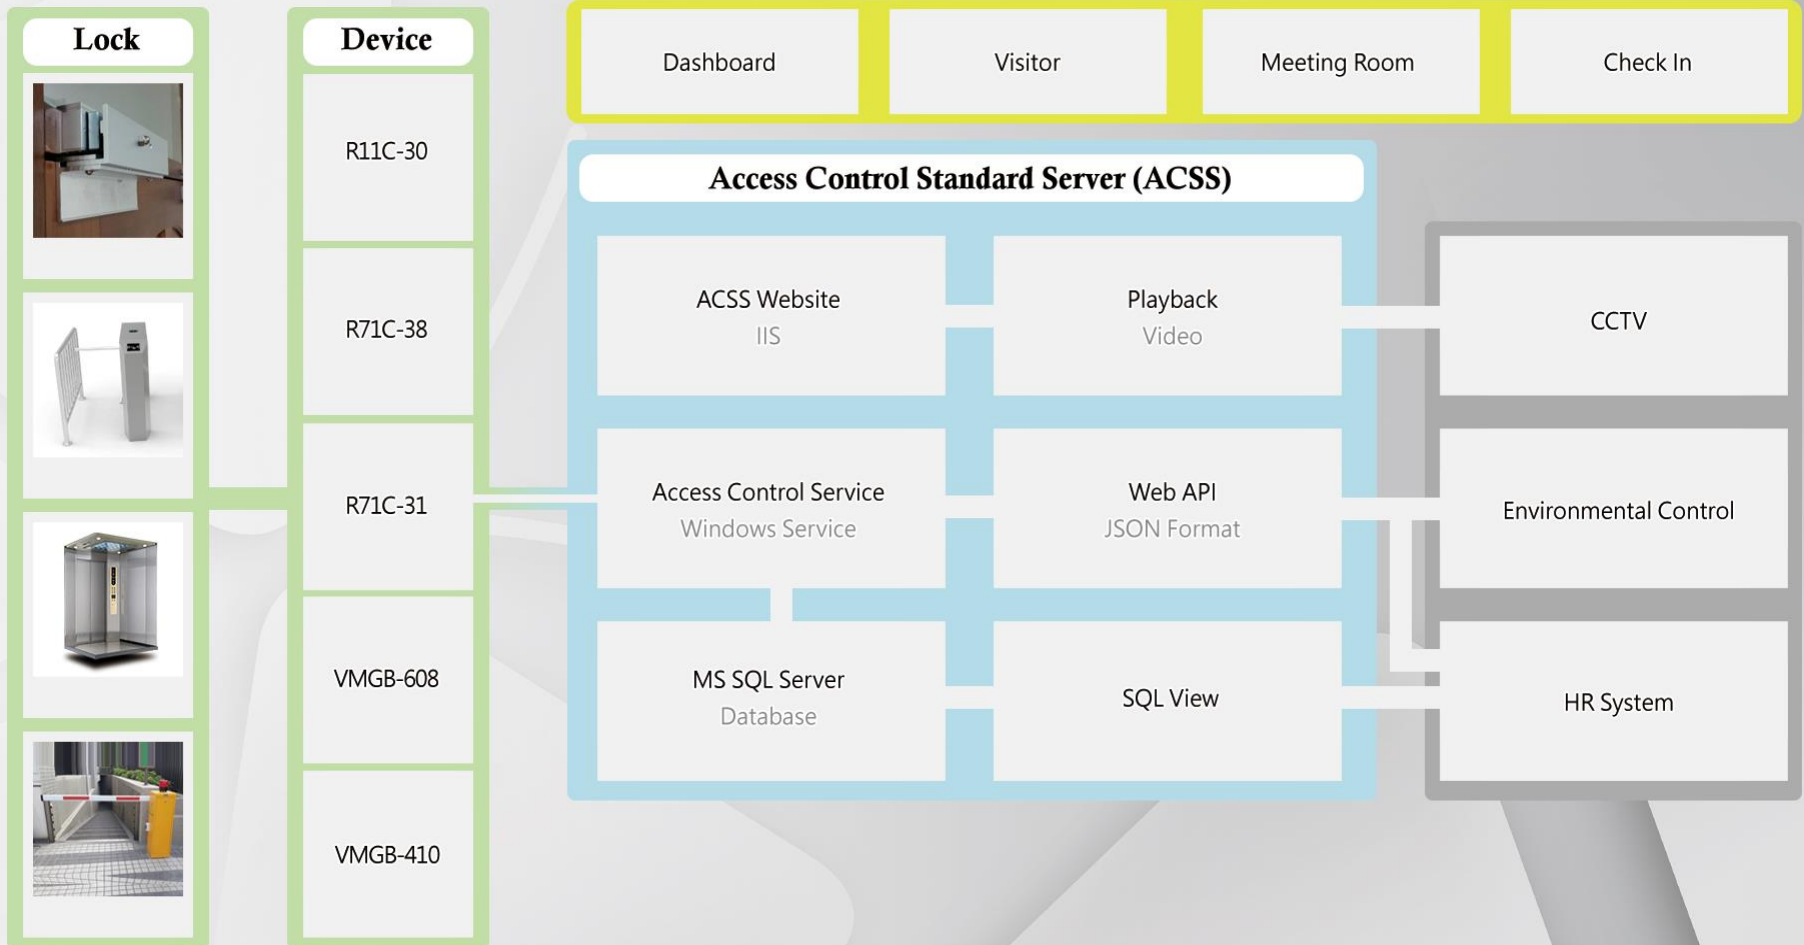 Lock
Device
R11C-30
R71C-38
R71C-31
VMGB-608
VMGB-410
Dashboard
Visitor
Meeting Room
Check In
Access Control Standard Server (ACSS)
ACSS Website
IIS
Playback
Video
CCTV
Access Control Service
Windows Service
Web API
JSON Format
Environmental Control
MS SQL Server
Database
SQL View
HR System